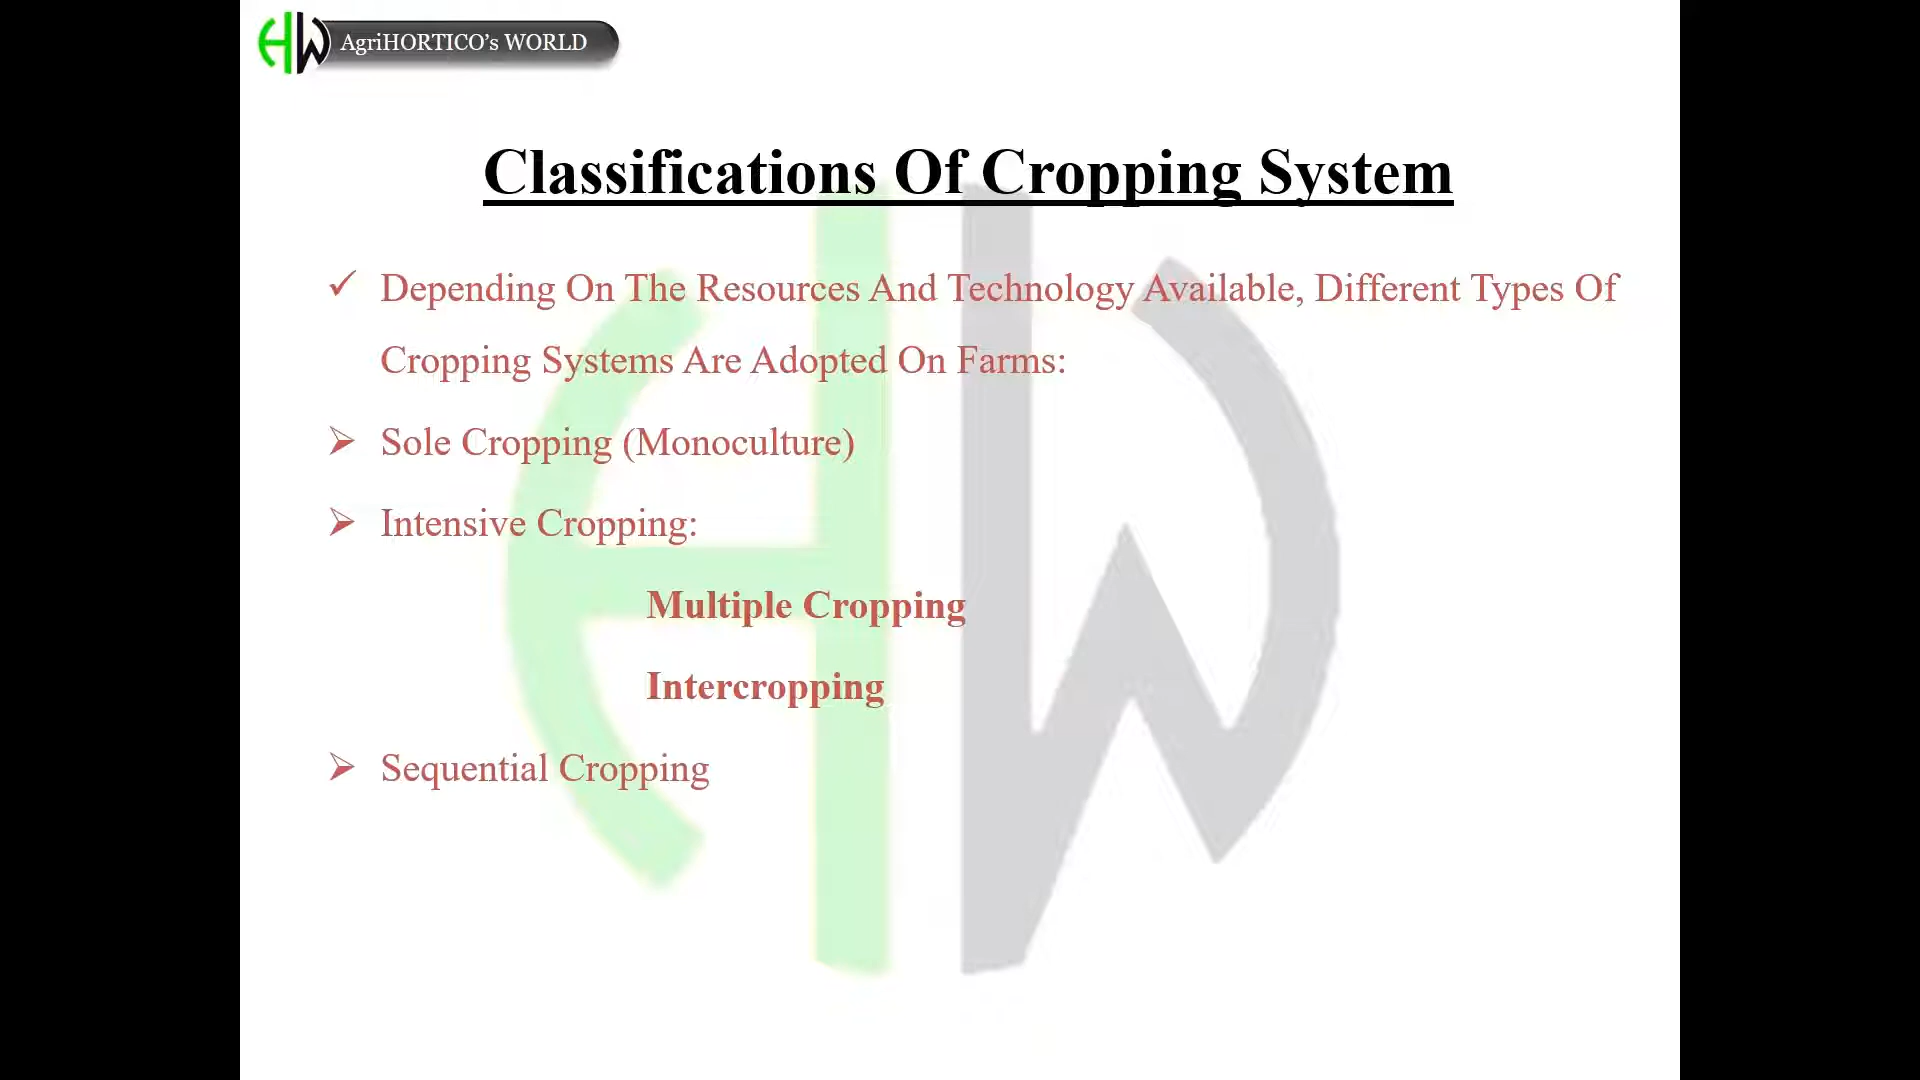 AgriHORTICO's WORLD
Classifications Of Cropping System
✓ Depending On The Resources And Technology Available, Different Types Of
Cropping Systems Are Adopted On Farms:
➢ Sole Cropping (Monoculture)
➢ Intensive Cropping:
Multiple Cropping
Intercropping
➢ Sequential Cropping